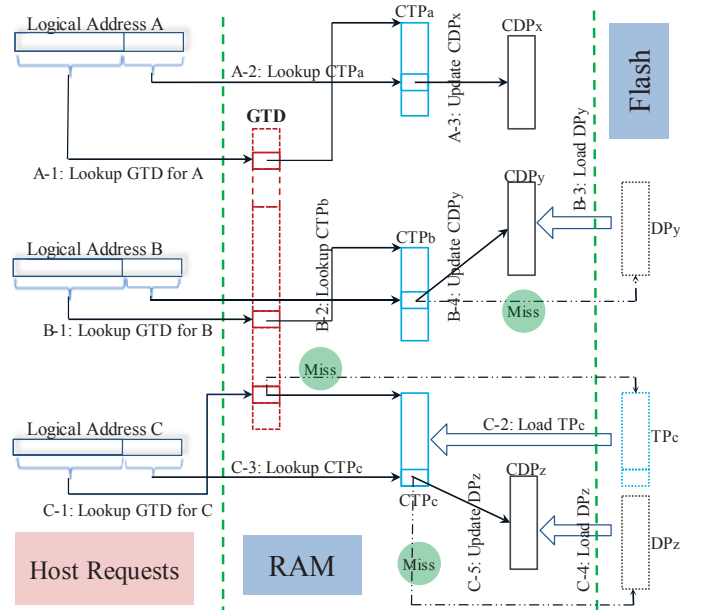 Logical Address A
CTPa
CDPx
A-2: Lookup CTPa
A-3: Update CDPx
Flash
GTD
A-1: Lookup GTD for A
B-3: Load DPy
CDPy
Logical Address B
B-2: Lookup CTPb
CTPb
B-4: Update CDPy
DPy
B-1: Lookup GTD for B
Miss
Miss
Logical Address C
C-2: Load TPc
TPc
C-3: Lookup CTPc
CDPz
CTPc
C-1: Lookup GTD for C
C-5: Update DPz
C-4: Load DPz
DPz
Host Requests
RAM
Miss